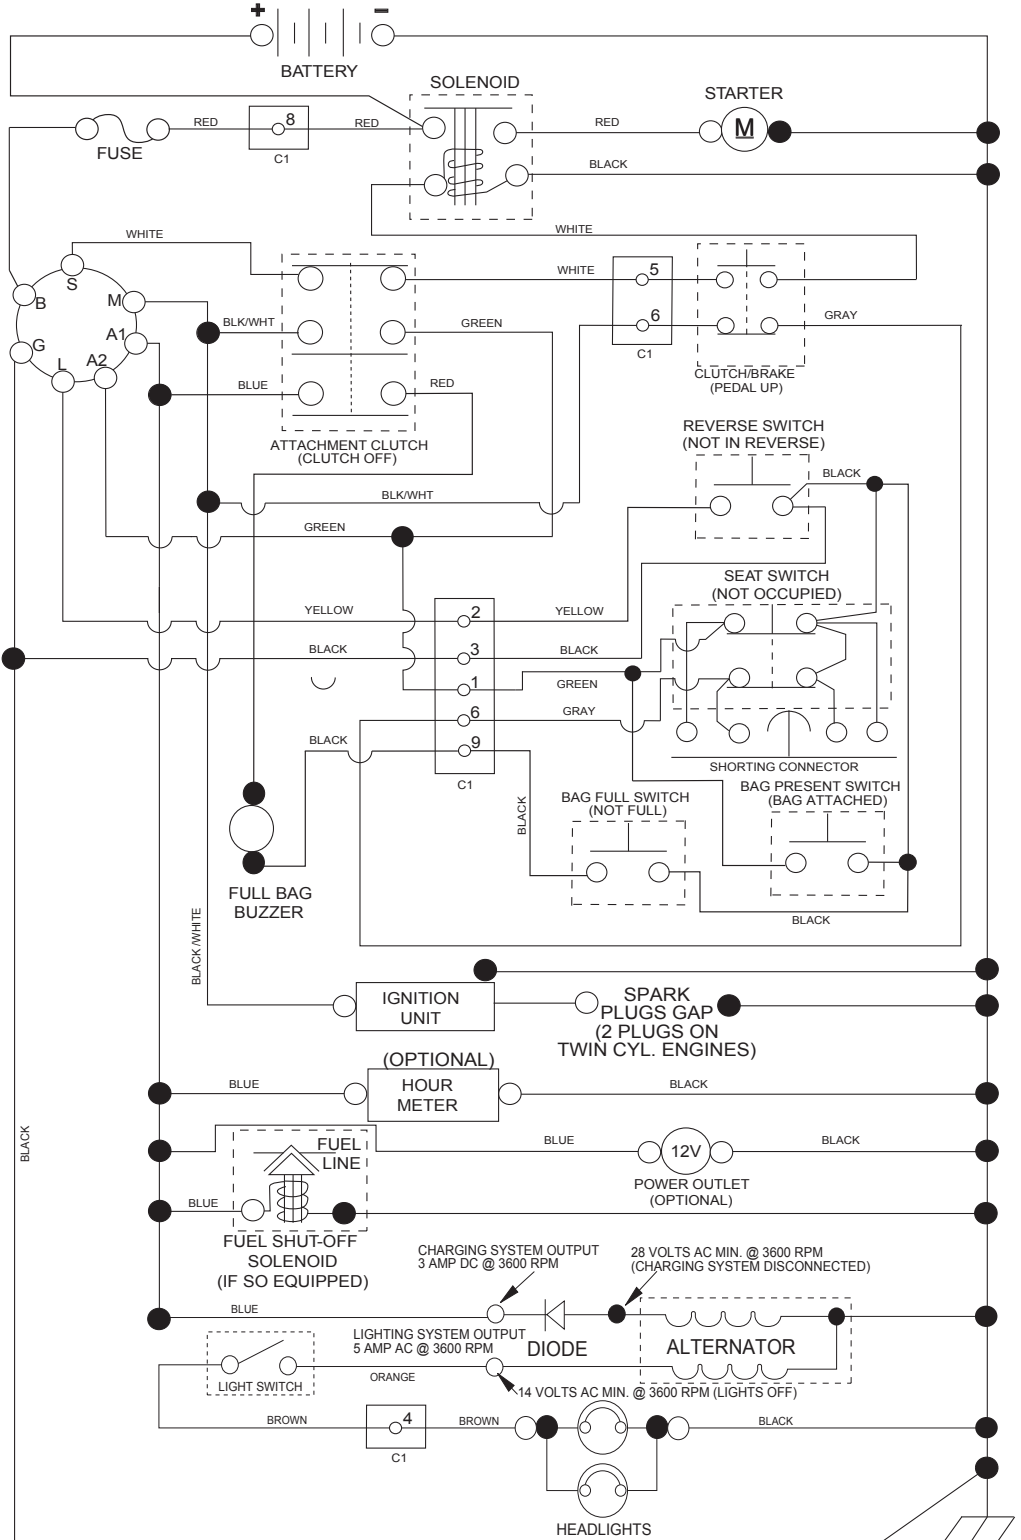 + −
BATTERY
SOLENOID
STARTER
RED
8
RED
RED
M
FUSE
C1
BLACK
WHITE
WHITE
S
WHITE
5
B
M
BLK/WHT
GREEN
6
GRAY
A1
G
C1
L
A2
CLUTCH/BRAKE
(PEDAL UP)
BLUE
RED
REVERSE SWITCH
(NOT IN REVERSE)
ATTACHMENT CLUTCH
(CLUTCH OFF)
BLACK
BLK/WHT
GREEN
SEAT SWITCH
(NOT OCCUPIED)
YELLOW
2
YELLOW
BLACK
3
BLACK
1
GREEN
6
GRAY
BLACK
9
SHORTING CONNECTOR
C1
BAG PRESENT SWITCH
(BAG ATTACHED)
BAG FULL SWITCH
(NOT FULL)
BLACK
FULL BAG
BUZZER
BLACK
BLACK /WHITE
IGNITION
UNIT
SPARK
PLUGS GAP
(2 PLUGS ON
TWIN CYL. ENGINES)
(OPTIONAL)
BLUE
HOUR
METER
BLACK
BLACK
FUEL
LINE
BLUE
12V
BLACK
POWER OUTLET
(OPTIONAL)
BLUE
FUEL SHUT-OFF
SOLENOID
(IF SO EQUIPPED)
CHARGING SYSTEM OUTPUT
3 AMP DC @ 3600 RPM
28 VOLTS AC MIN. @ 3600 RPM
(CHARGING SYSTEM DISCONNECTED)
BLUE
LIGHTING SYSTEM OUTPUT
5 AMP AC @ 3600 RPM
DIODE
ALTERNATOR
LIGHT SWITCH
ORANGE
14 VOLTS AC MIN. @ 3600 RPM (LIGHTS OFF)
BROWN
4
BROWN
BLACK
C1
HEADLIGHTS